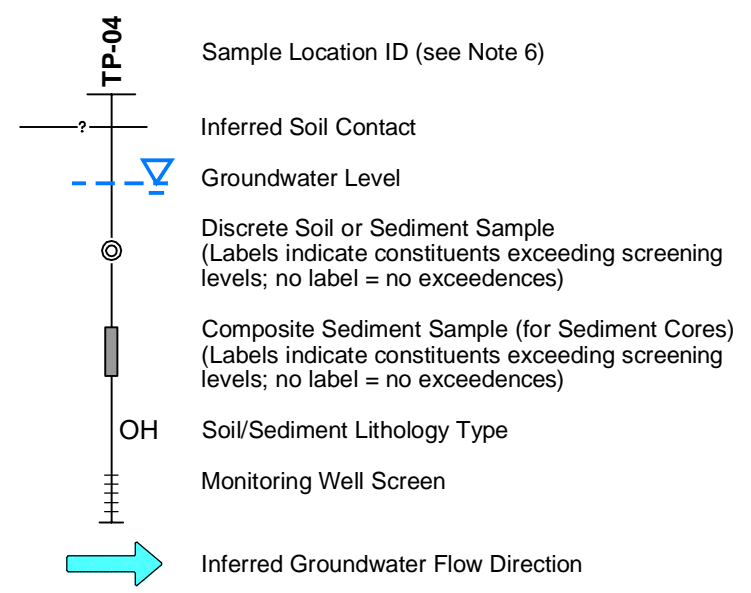 TP-04
Sample Location ID (see Note 6)
?
Inferred Soil Contact
Groundwater Level
Discrete Soil or Sediment Sample
(Labels indicate constituents exceeding screening
levels; no label = no exceedences)
Composite Sediment Sample (for Sediment Cores)
(Labels indicate constituents exceeding screening
levels; no label = no exceedences)
OH
Soil/Sediment Lithology Type
Monitoring Well Screen
Inferred Groundwater Flow Direction